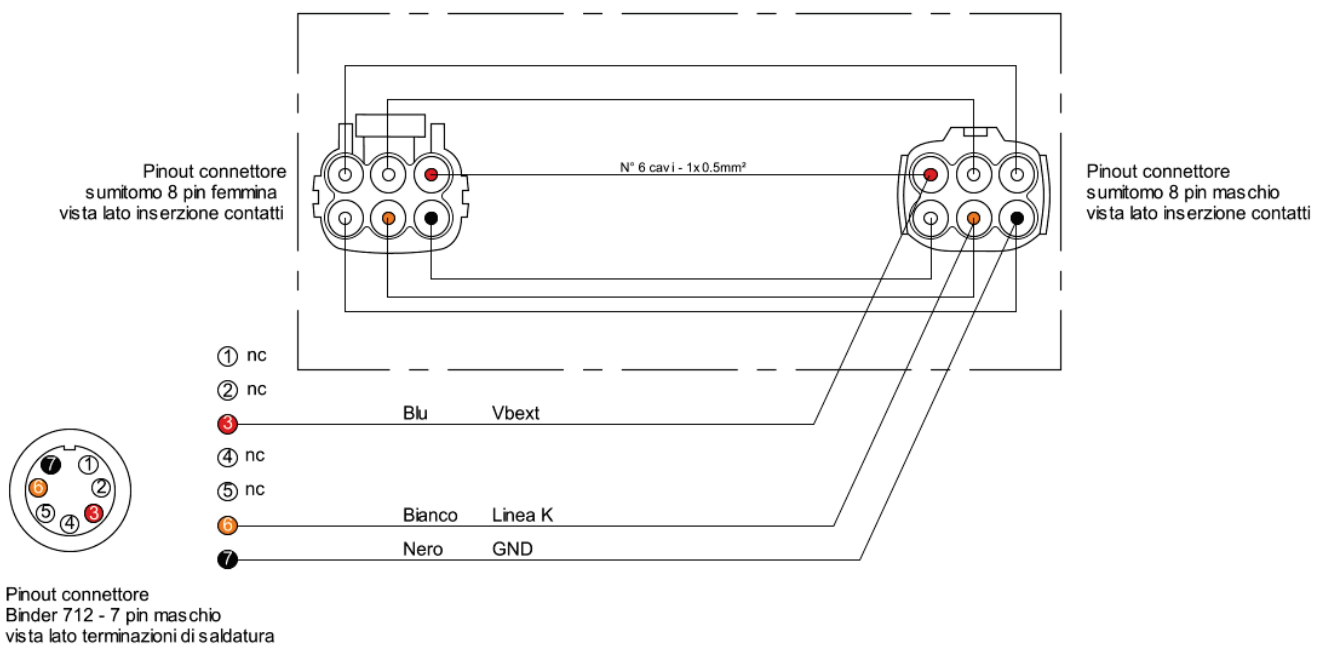 N° 6 cavi - 1x0.5mm²
Pinout connettore
sumitomo 8 pin femmina
vista lato inserzione contatti
Pinout connettore
sumitomo 8 pin maschio
vista lato inserzione contatti
1 nc
2 nc
3 Blu Vbext
4 nc
5 nc
6 Bianco Linea K
7 Nero GND
7 1
6 2
5 3
4
Pinout connettore
Binder 712 - 7 pin maschio
vista lato terminazioni di saldatura